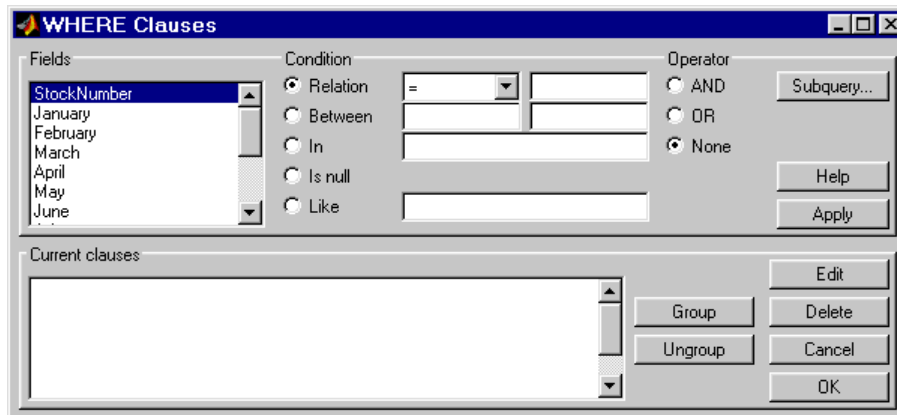 WHERE Clauses
Fields
Condition
Operator
StockNumber
January
February
March
April
May
June
Relation
=
Between
In
Is null
Like
AND
OR
None
Subquery...
Help
Apply
Current clauses
Group
Ungroup
Edit
Delete
Cancel
OK